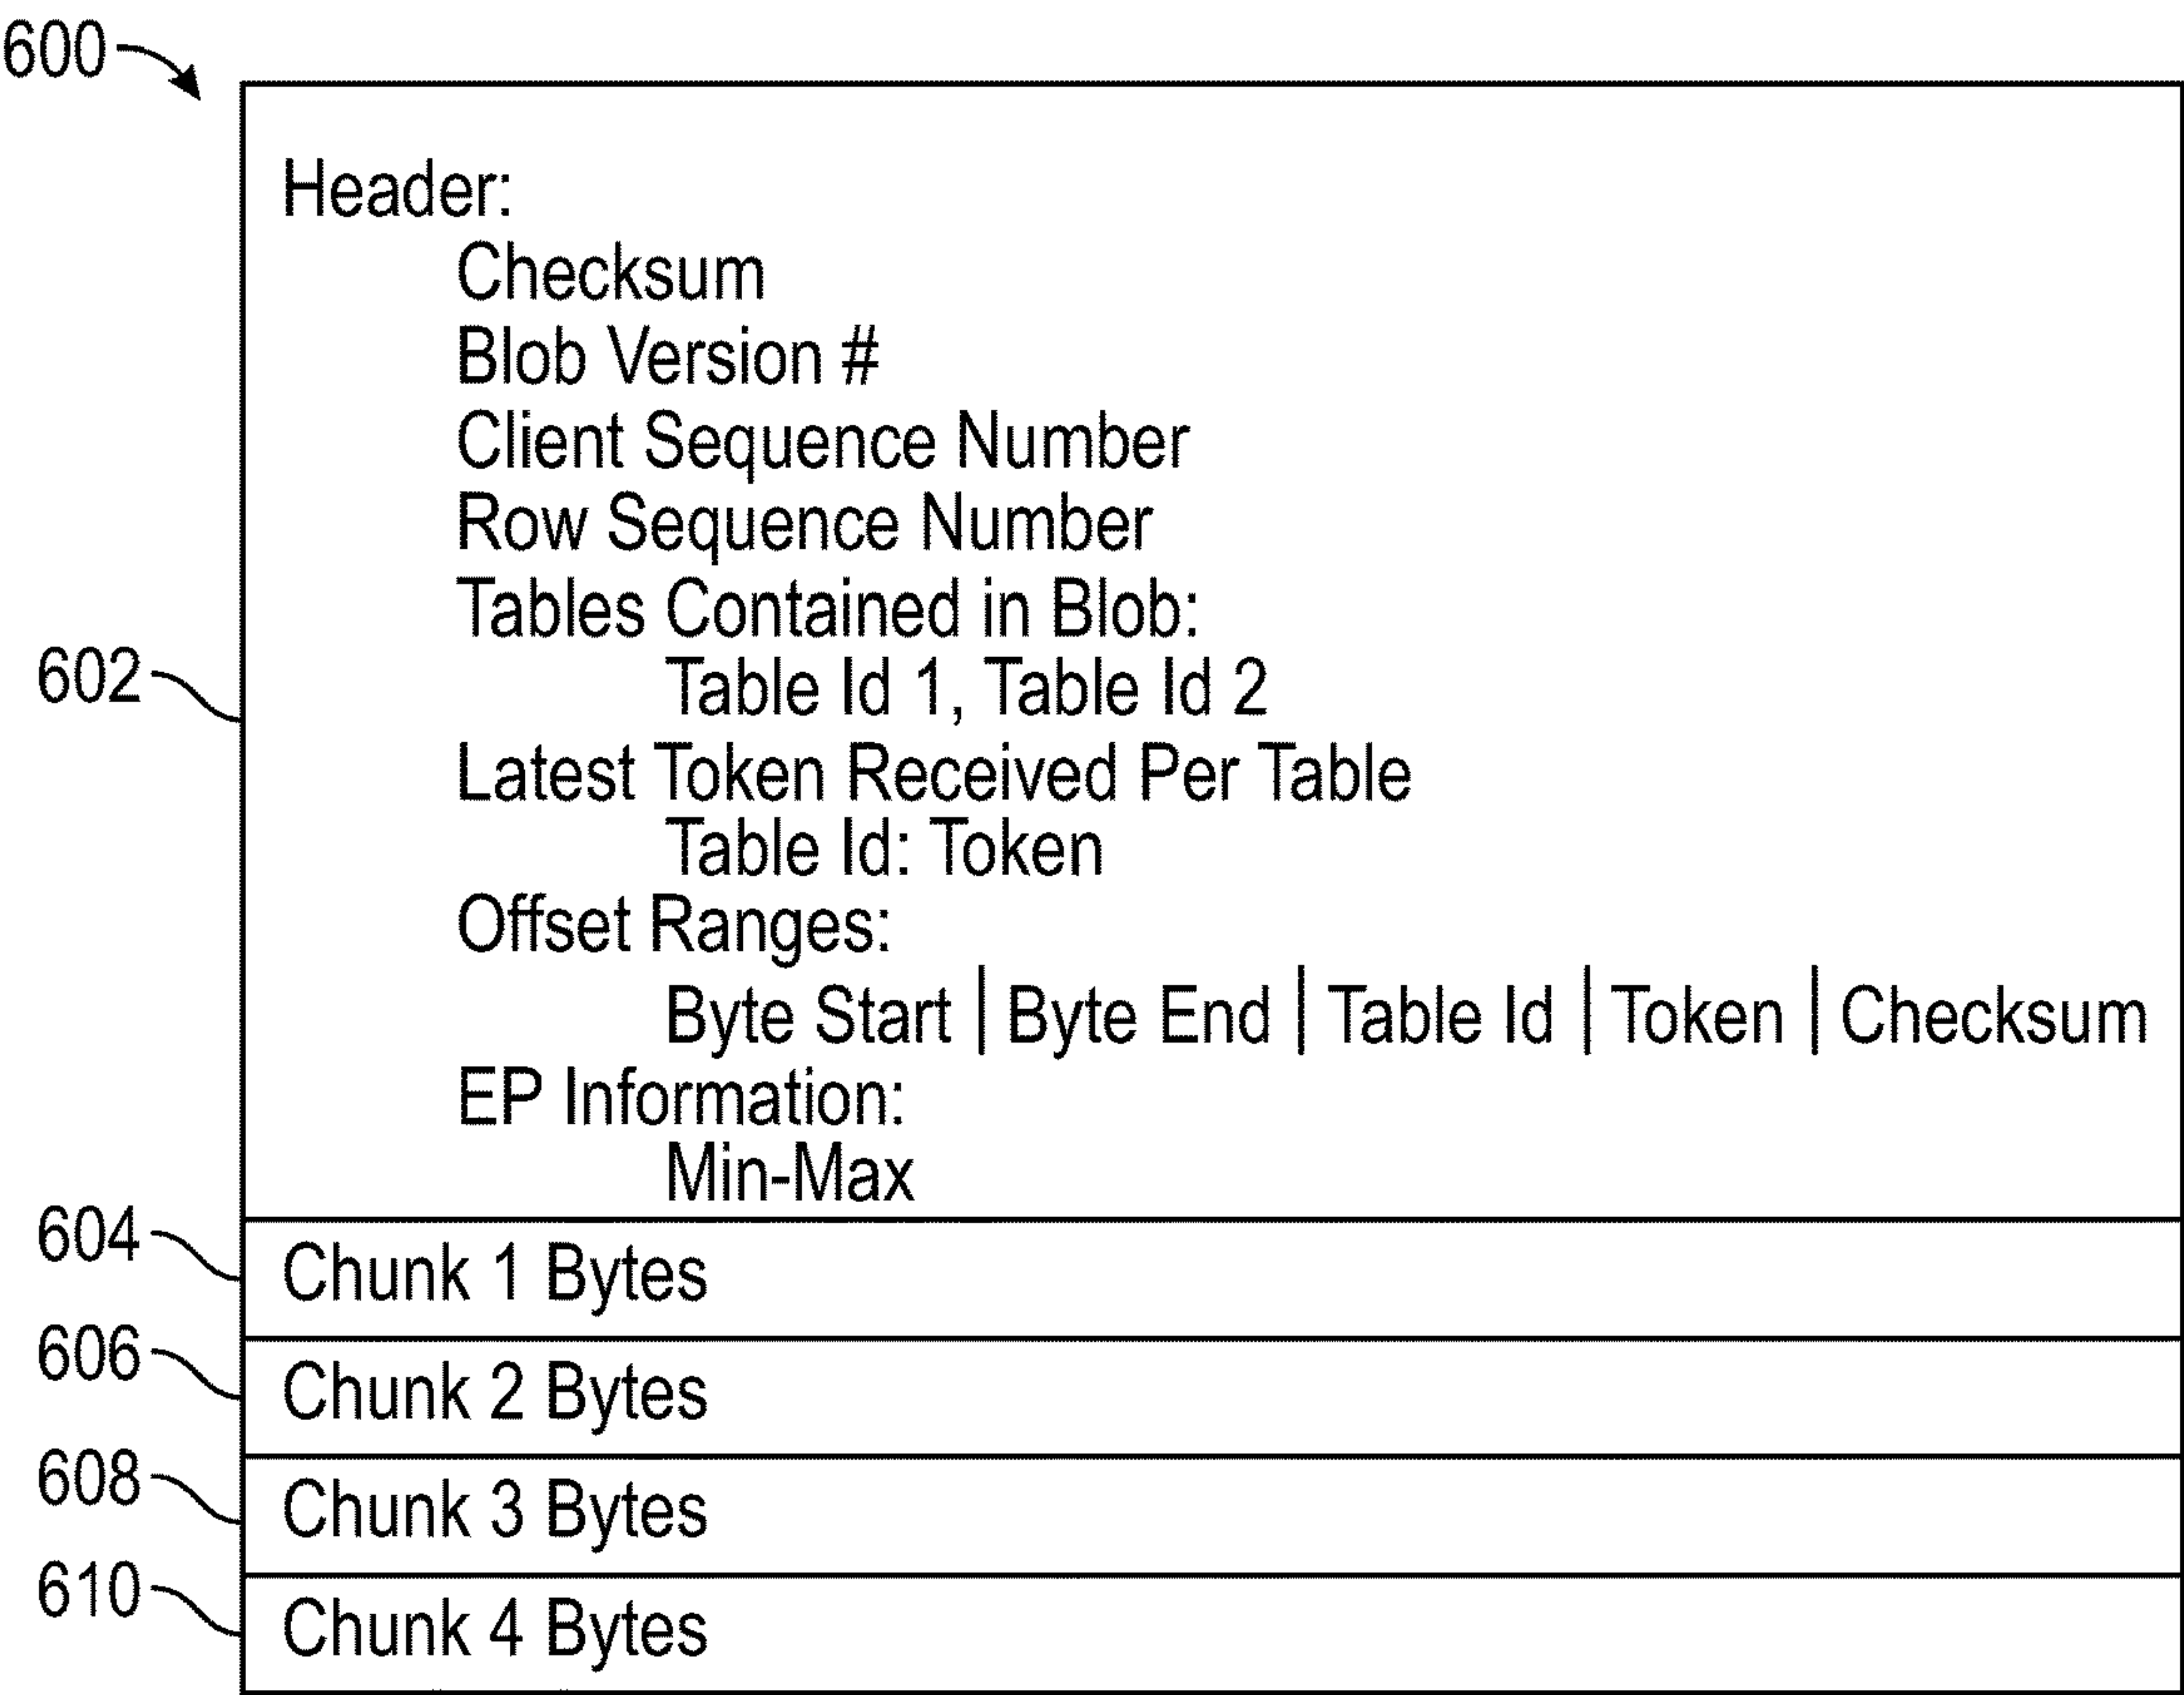 600
Header:
Checksum
Blob Version #
Client Sequence Number
Row Sequence Number
Tables Contained in Blob:
602
Table Id 1, Table Id 2
Latest Token Received Per Table
Table Id: Token
Offset Ranges:
Byte Start | Byte End | Table Id | Token | Checksum
EP Information:
Min-Max
604
Chunk 1 Bytes
606
Chunk 2 Bytes
608
Chunk 3 Bytes
610
Chunk 4 Bytes